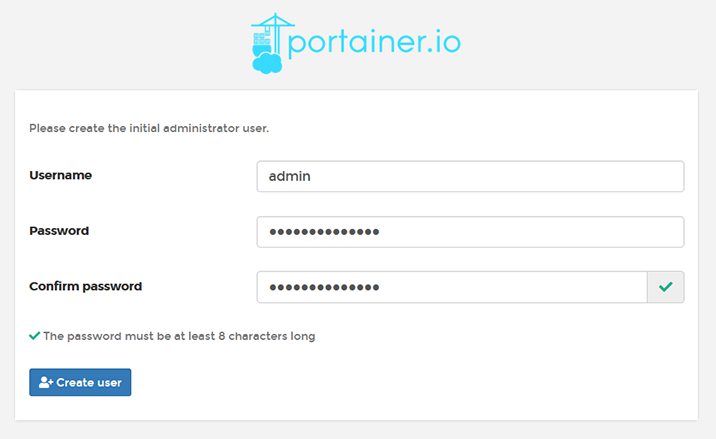 portainer.io
Please create the initial administrator user.
Username
admin
Password
••••••••••••••
Confirm password
••••••••••••••
The password must be at least 8 characters long
Create user